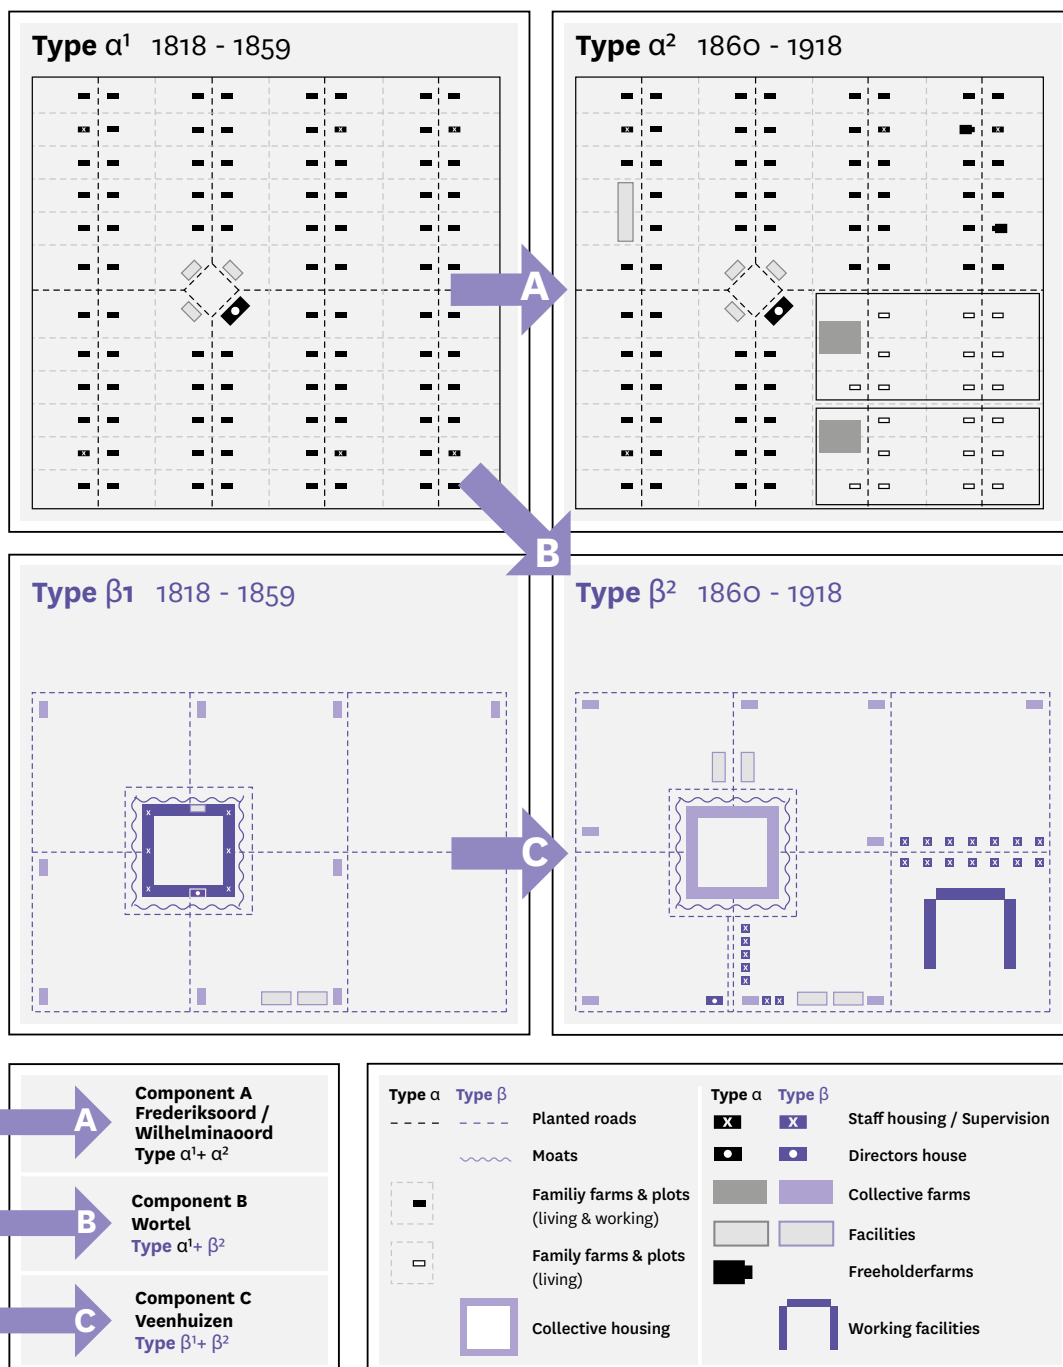 Type α¹ 1818 - 1859
Type α² 1860 - 1918
A
B
Type β1 1818 - 1859
Type β² 1860 - 1918
C
A
Component A
Frederiksoord /
Wilhelminaoord
Type α¹+ α²
B
Component B
Wortel
Type α¹+ β²
C
Component C
Veenhuizen
Type β¹+ β²
Type α Type β
Planted roads
Moats
Familiy farms & plots
(living & working)
Family farms & plots
(living)
Collective housing
Type α Type β
X X Staff housing / Supervision
Directors house
Collective farms
Facilities
Freeholderfarms
Working facilities